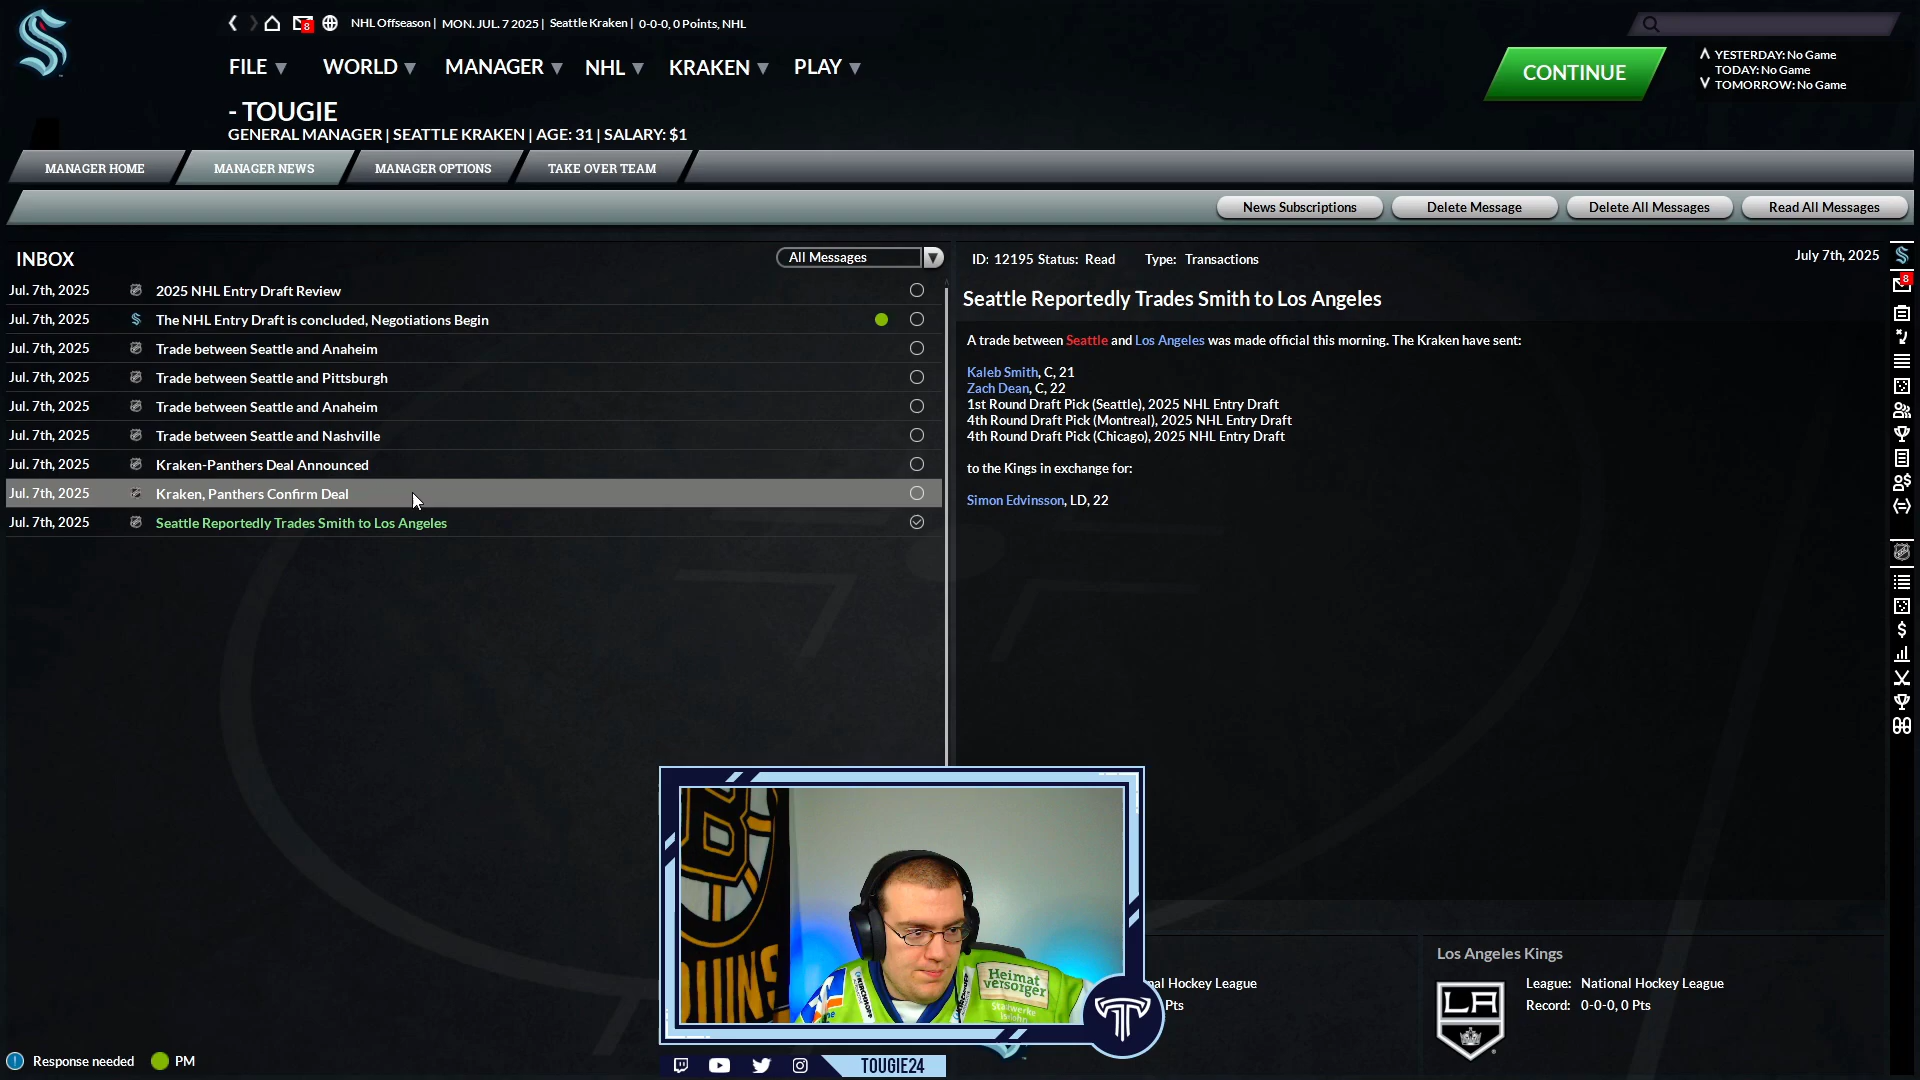 8
NHL Offseason | MON. JUL. 7 2025 | Seattle Kraken | 0-0-0, 0 Points, NHL
FILE WORLD MANAGER NHL KRAKEN PLAY
CONTINUE
YESTERDAY: No Game
TODAY: No Game
TOMORROW: No Game
- TOUGIE
GENERAL MANAGER | SEATTLE KRAKEN | AGE: 31 | SALARY: $1
MANAGER HOME MANAGER NEWS MANAGER OPTIONS TAKE OVER TEAM
News Subscriptions Delete Message Delete All Messages Read All Messages
INBOX All Messages
Jul. 7th, 2025 2025 NHL Entry Draft Review
Jul. 7th, 2025 The NHL Entry Draft is concluded, Negotiations Begin
Jul. 7th, 2025 Trade between Seattle and Anaheim
Jul. 7th, 2025 Trade between Seattle and Pittsburgh
Jul. 7th, 2025 Trade between Seattle and Anaheim
Jul. 7th, 2025 Trade between Seattle and Nashville
Jul. 7th, 2025 Kraken-Panthers Deal Announced
Jul. 7th, 2025 Kraken, Panthers Confirm Deal
Jul. 7th, 2025 Seattle Reportedly Trades Smith to Los Angeles
ID: 12195 Status: Read Type: Transactions July 7th, 2025
8
Seattle Reportedly Trades Smith to Los Angeles
A trade between Seattle and Los Angeles was made official this morning. The Kraken have sent:
Kaleb Smith, C, 21
Zach Dean, C, 22
1st Round Draft Pick (Seattle), 2025 NHL Entry Draft
4th Round Draft Pick (Montreal), 2025 NHL Entry Draft
4th Round Draft Pick (Chicago), 2025 NHL Entry Draft
to the Kings in exchange for:
Simon Edvinsson, LD, 22
nal Hockey League
Pts
Los Angeles Kings
League: National Hockey League
Record: 0-0-0, 0 Pts
LA
B
UINS
Heimat
versorger
Stadtwerke
Iserlohn
KIRCHHOFF
Response needed PM
TOUGIE24